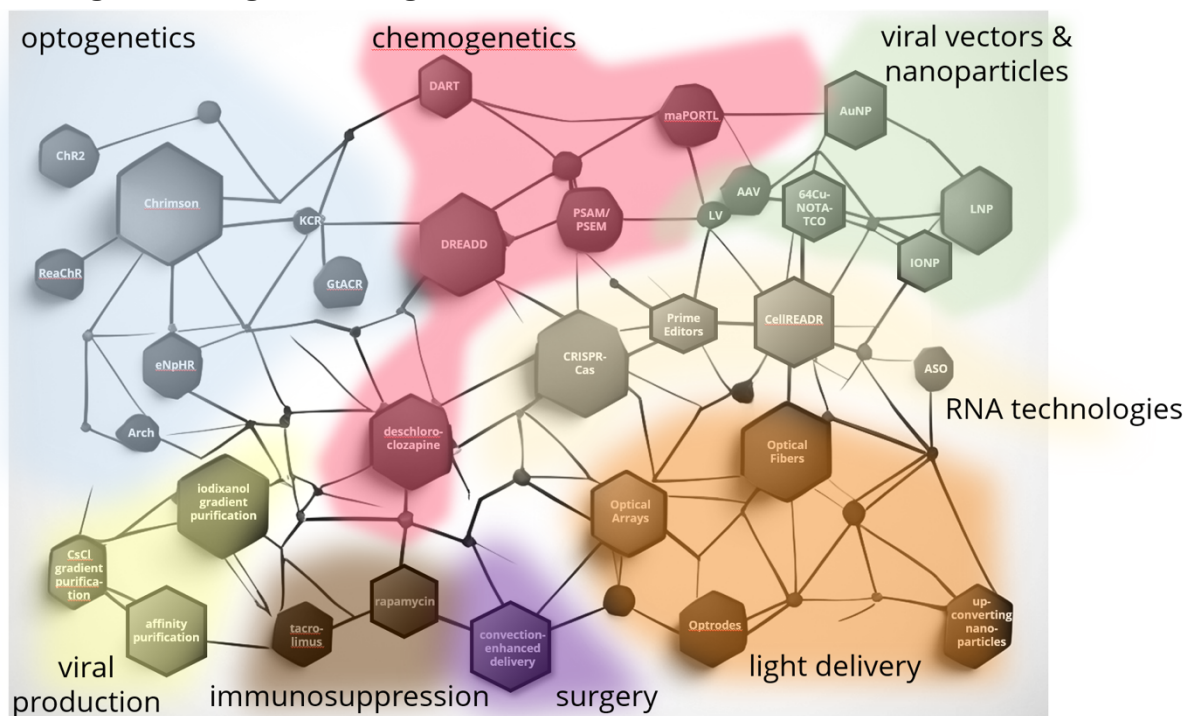 optogenetics
chemogenetics
viral vectors &
nanoparticles
DART
maPORTL
AuNP
ChR2
Chrimson
KCR
DREADD
PSAM/
PSEM
AAV
LV
64Cu-
NOTA-
TCO
LNP
IONP
ReaChR
GtACR
Prime
Editors
CellREADR
eNpHR
CRISPR-
Cas
ASO
RNA technologies
Arch
deschloro-
clozapine
Optical
Fibers
iodixanol
gradient
purification
Optical
Arrays
CsCl
gradient
purifica-
tion
affinity
purification
tacro-
limus
rapamycin
convection-
enhanced
delivery
Optrodes
up-
converting
nano-
particles
viral
production
immunosuppression
surgery
light delivery